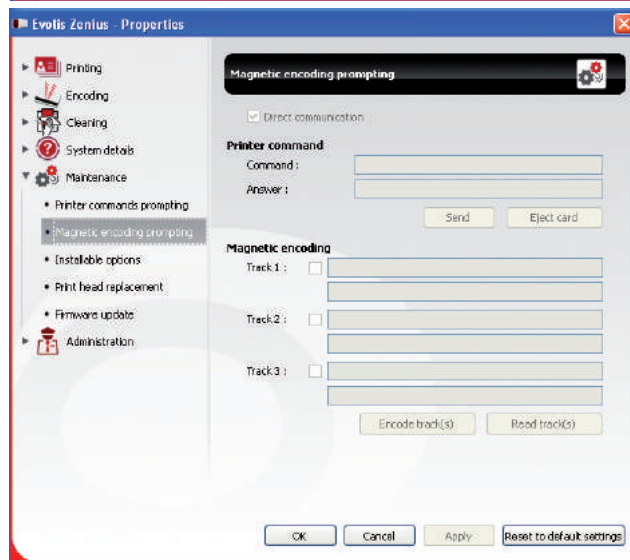 Evolis Zenius - Properties
Printing
Encoding
Cleaning
System details
Maintenance
Printer commands prompting
Magnetic encoding prompting
Installable options
Print head replacement
Firmware update
Administration
Magnetic encoding prompting
Direct communication
Printer command
Command :
Answer :
Send Eject card
Magnetic encoding
Track 1 :
Track 2 :
Track 3 :
Encode track(s) Read track(s)
OK Cancel Apply Reset to default settings